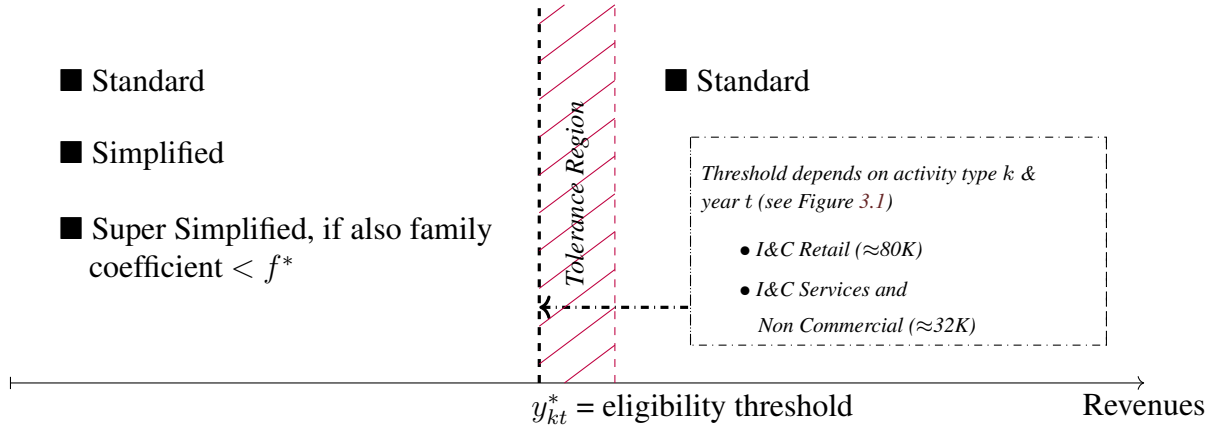 ■ Standard
■ Simplified
■ Super Simplified, if also family
coefficient < f*
Tolerance Region
■ Standard
Threshold depends on activity type k &
year t (see Figure 3.1)
• I&C Retail (≈80K)
• I&C Services and
Non Commercial (≈32K)
y*kt = eligibility threshold
Revenues